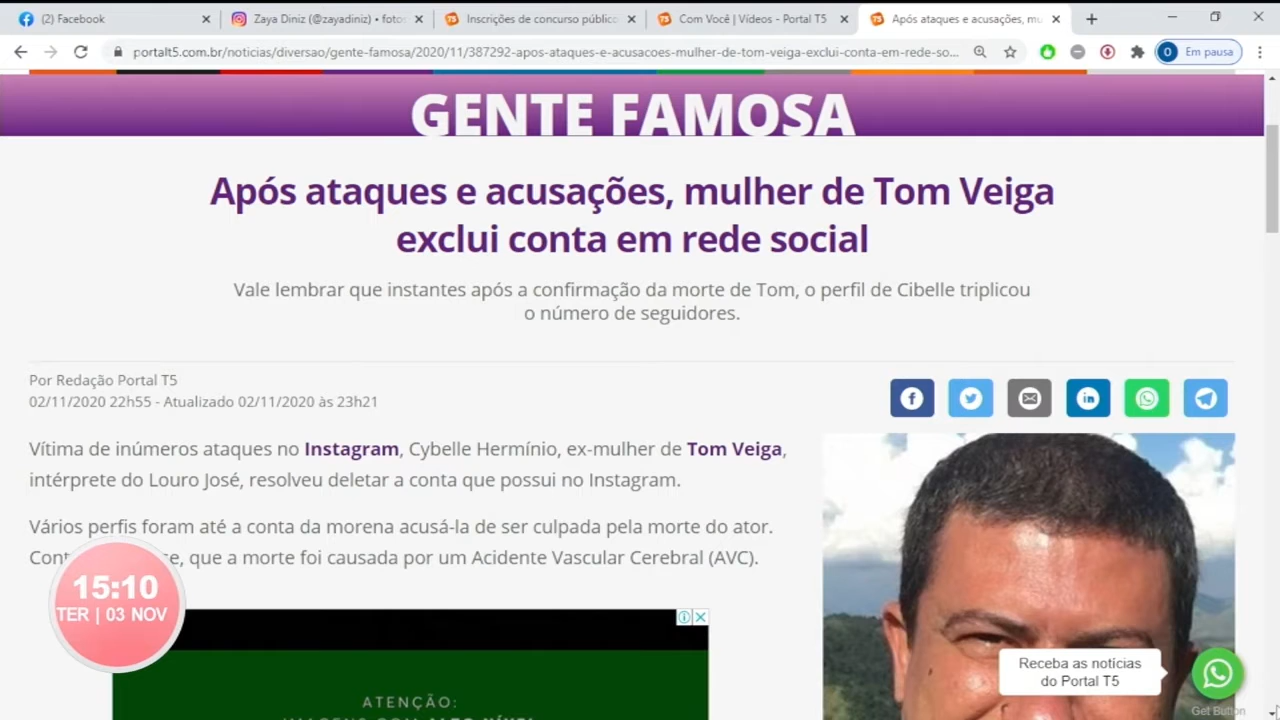 (2) Facebook
Zaya Diniz (@zayadiniz) • fotos
Inscrições de concurso público
Com Você | Vídeos - Portal T5
Após ataques e acusações, mu
portalt5.com.br/noticias/diversao/gente-famosa/2020/11/387292-apos-ataques-e-acusacoes-mulher-de-tom-veiga-exclui-conta-em-rede-so...
O
Em pausa
GENTE FAMOSA
Após ataques e acusações, mulher de Tom Veiga
exclui conta em rede social
Vale lembrar que instantes após a confirmação da morte de Tom, o perfil de Cibelle triplicou
o número de seguidores.
Por Redação Portal T5
02/11/2020 22h55 - Atualizado 02/11/2020 às 23h21
Vítima de inúmeros ataques no Instagram, Cybelle Hermínio, ex-mulher de Tom Veiga,
intérprete do Louro José, resolveu deletar a conta que possui no Instagram.
Vários perfis foram até a conta da morena acusá-la de ser culpada pela morte do ator.
que a morte foi causada por um Acidente Vascular Cerebral (AVC).
15:10
TER | 03 NOV
ATENÇÃO:
Receba as notícias
do Portal T5
Get Button